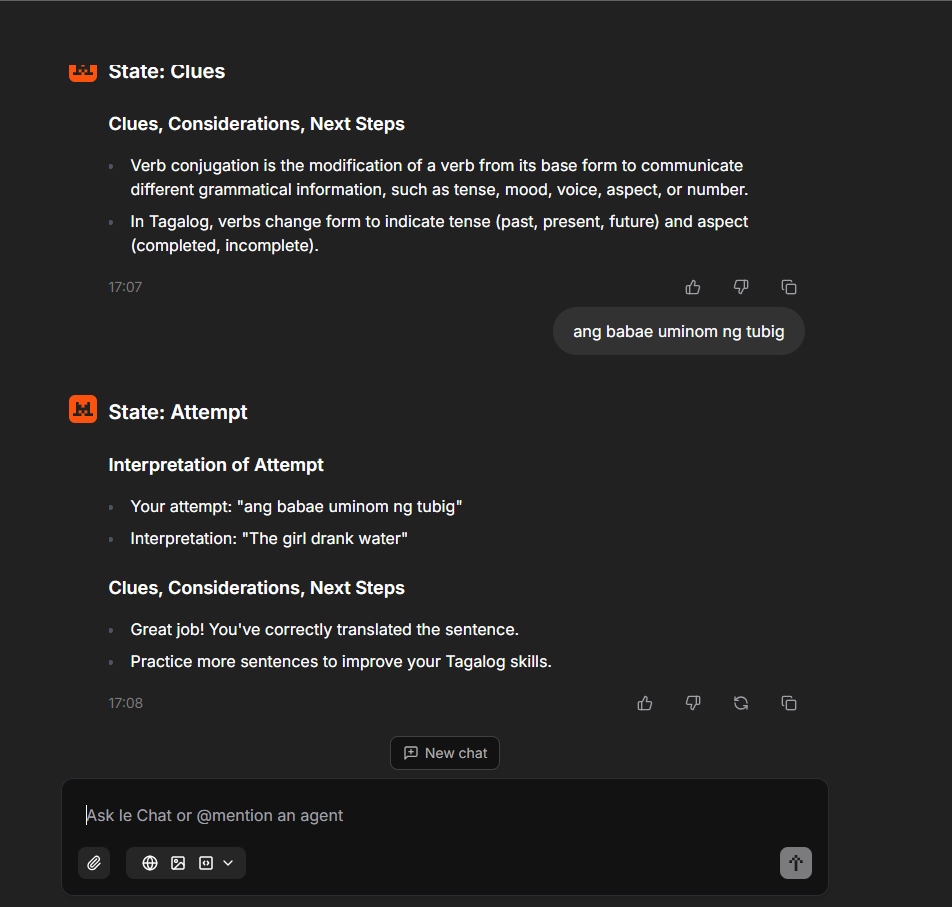 State: Clues
Clues, Considerations, Next Steps
Verb conjugation is the modification of a verb from its base form to communicate
different grammatical information, such as tense, mood, voice, aspect, or number.
In Tagalog, verbs change form to indicate tense (past, present, future) and aspect
(completed, incomplete).
17:07
ang babae uminom ng tubig
State: Attempt
Interpretation of Attempt
Your attempt: "ang babae uminom ng tubig"
Interpretation: "The girl drank water"
Clues, Considerations, Next Steps
Great job! You've correctly translated the sentence.
Practice more sentences to improve your Tagalog skills.
17:08
New chat
Ask le Chat or @mention an agent